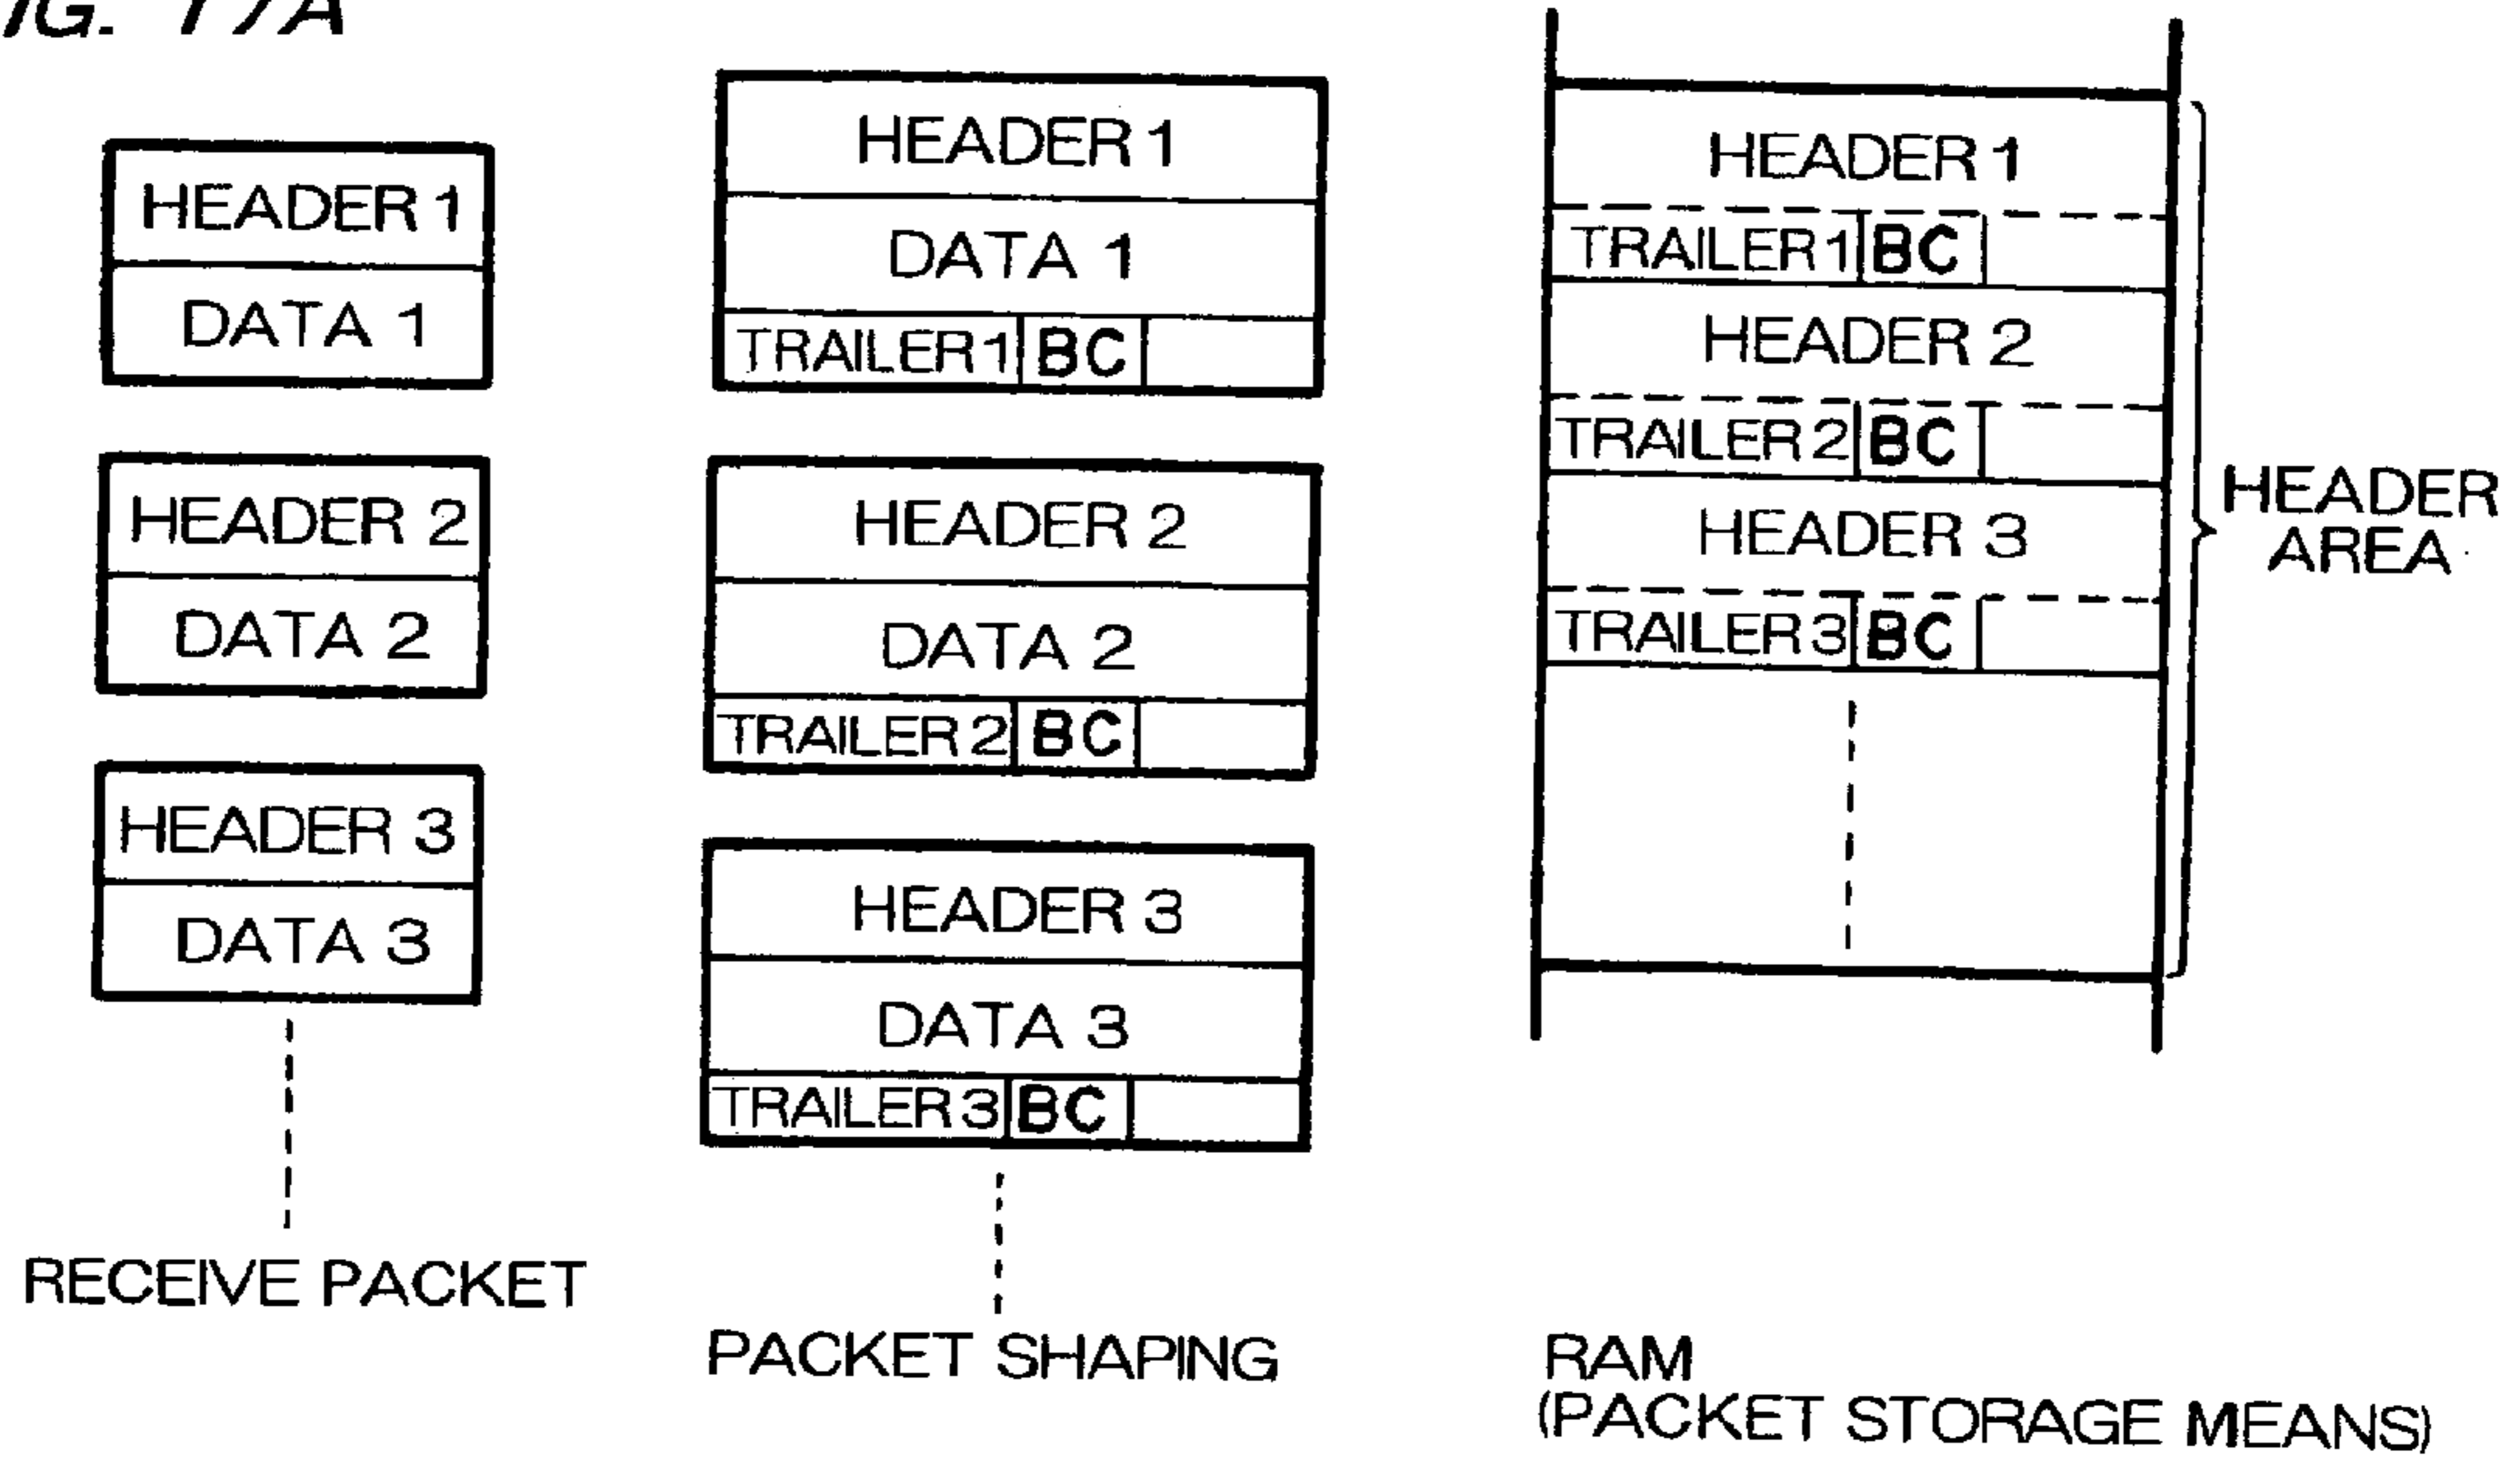 FIG. 17A
HEADER 1
DATA 1
HEADER 2
DATA 2
HEADER 3
DATA 3
RECEIVE PACKET
HEADER 1
DATA 1
TRAILER 1 BC
HEADER 2
DATA 2
TRAILER 2 BC
HEADER 3
DATA 3
TRAILER 3 BC
PACKET SHAPING
HEADER 1
TRAILER 1 BC
HEADER 2
TRAILER 2 BC
HEADER 3
TRAILER 3 BC
HEADER
AREA
RAM
(PACKET STORAGE MEANS)